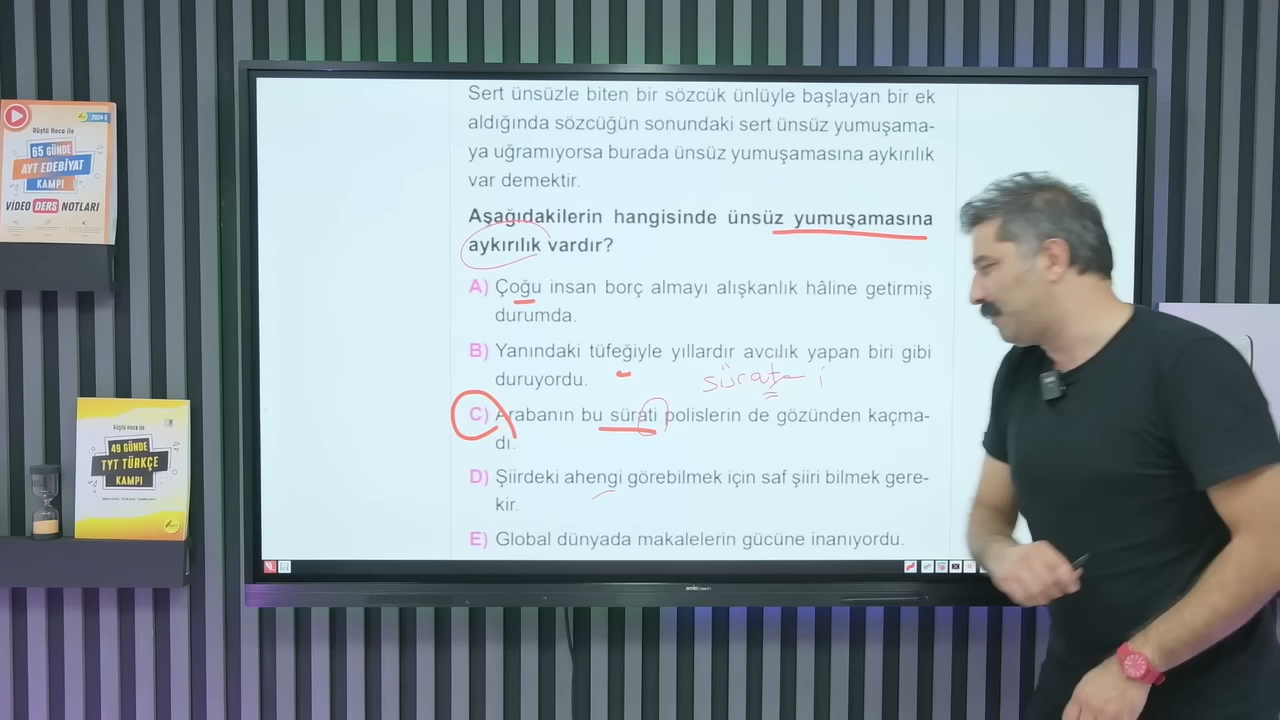 Rüştü Hoca ile
2024
65 GÜNDE
AYT EDEBİYAT
KAMPI
VİDEO DERS NOTLARI
Rüştü Hoca ile
49 GÜNDE
TYT TÜRKÇE
KAMPI
Sert ünsüzle biten bir sözcük ünlüyle başlayan bir ek
aldığında sözcüğün sonundaki sert ünsüz yumuşama-
ya uğramıyorsa burada ünsüz yumuşamasına aykırılık
var demektir.
Aşağıdakilerin hangisinde ünsüz yumuşamasına
aykırılık vardır?
A) Çoğu insan borç almayı alışkanlık hâline getirmiş
durumda.
B) Yanındaki tüfeğiyle yıllardır avcılık yapan biri gibi
duruyordu.
sürat i
C) Arabanın bu sürati polislerin de gözünden kaçma-
dı.
D) Şiirdeki ahengi görebilmek için saf şiiri bilmek gere-
kir.
E) Global dünyada makalelerin gücüne inanıyordu.